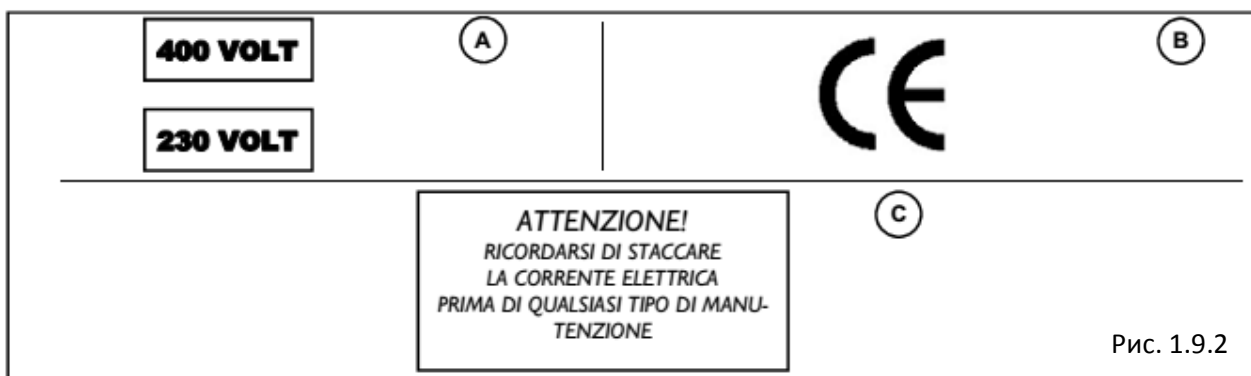 400 VOLT
A
230 VOLT
CE
B
ATTENZIONE!
RICORDARSI DI STACCARE
LA CORRENTE ELETTRICA
PRIMA DI QUALSIASI TIPO DI MANU-
TENZIONE
C
Рис. 1.9.2